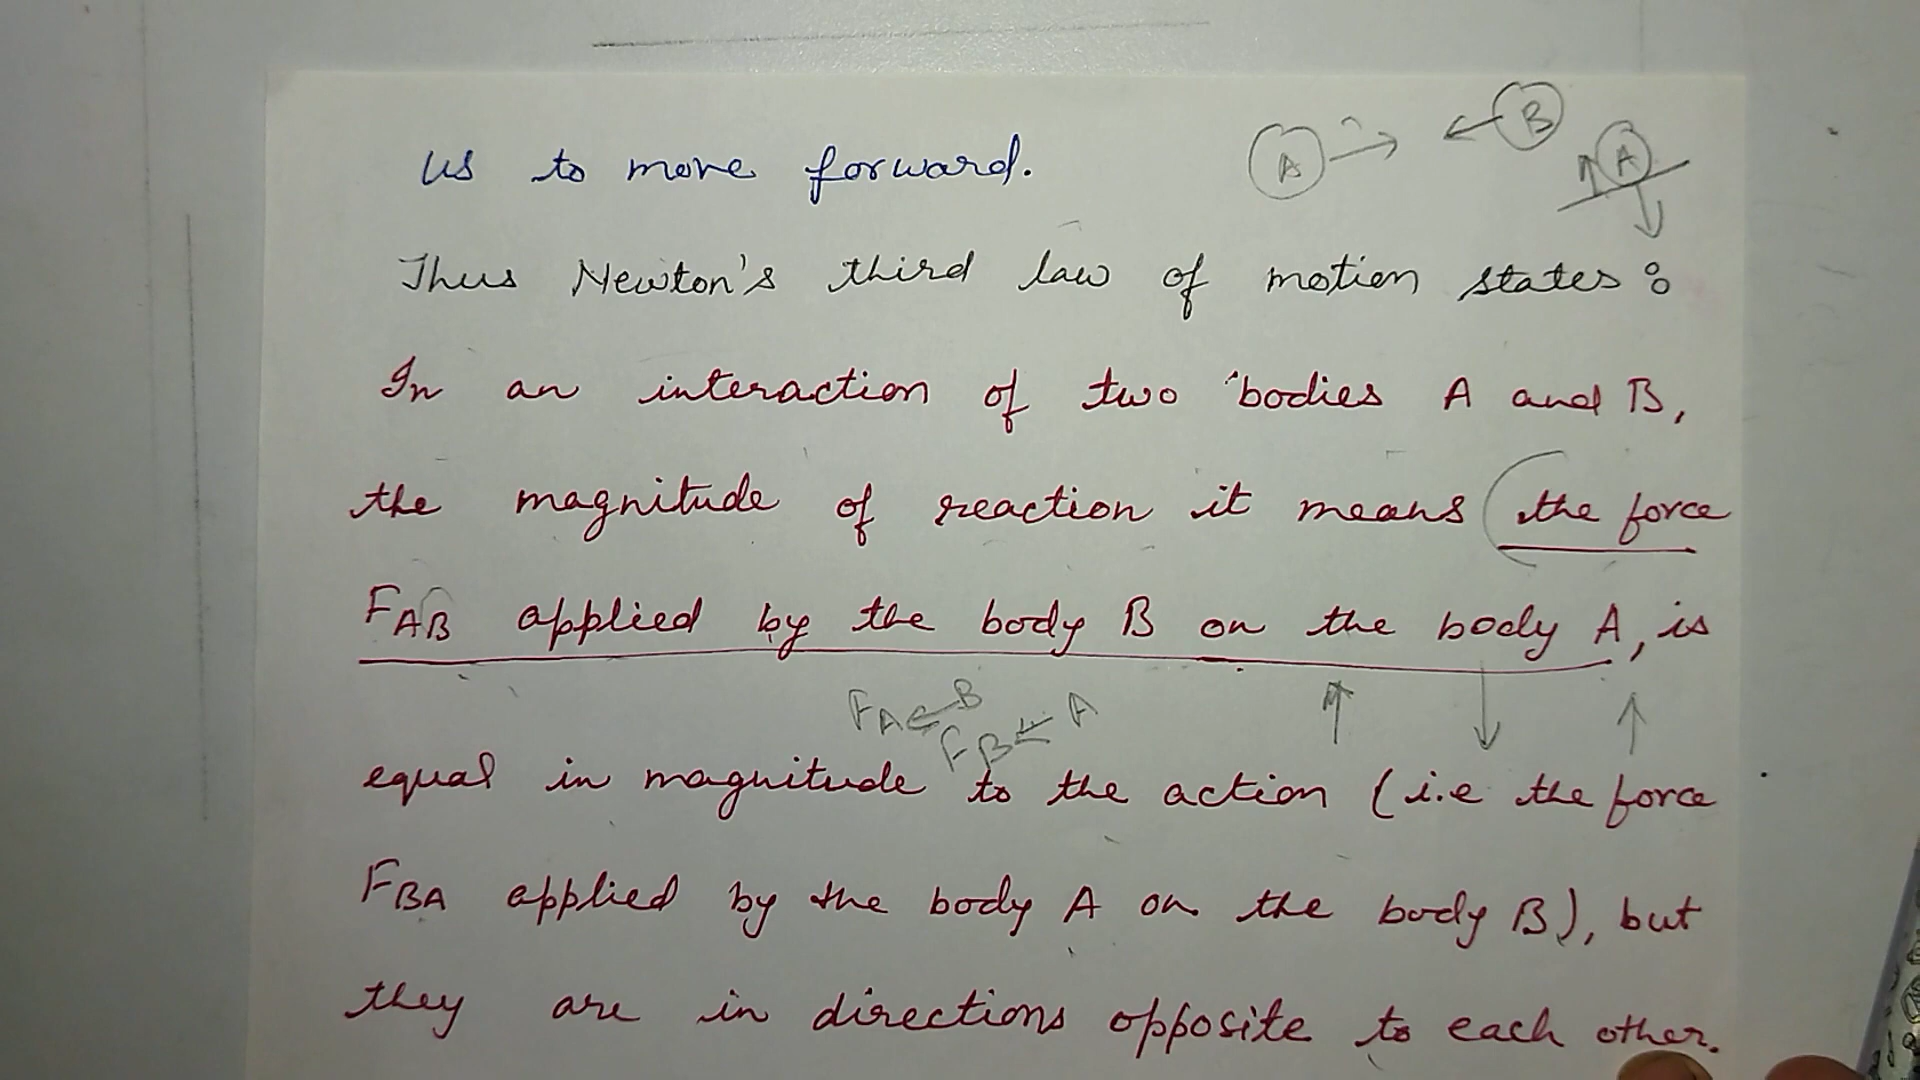 A B
A
us to move forward.
Thus Newton's third law of motion states :
In an interaction of two bodies A and B,
the magnitude of reaction it means (the force
FAB applied by the body B on the body A, is
FA B
FB A
equal in magnitude to the action (i.e the force
FBA applied by the body A on the body B), but
they are in directions opposite to each other.